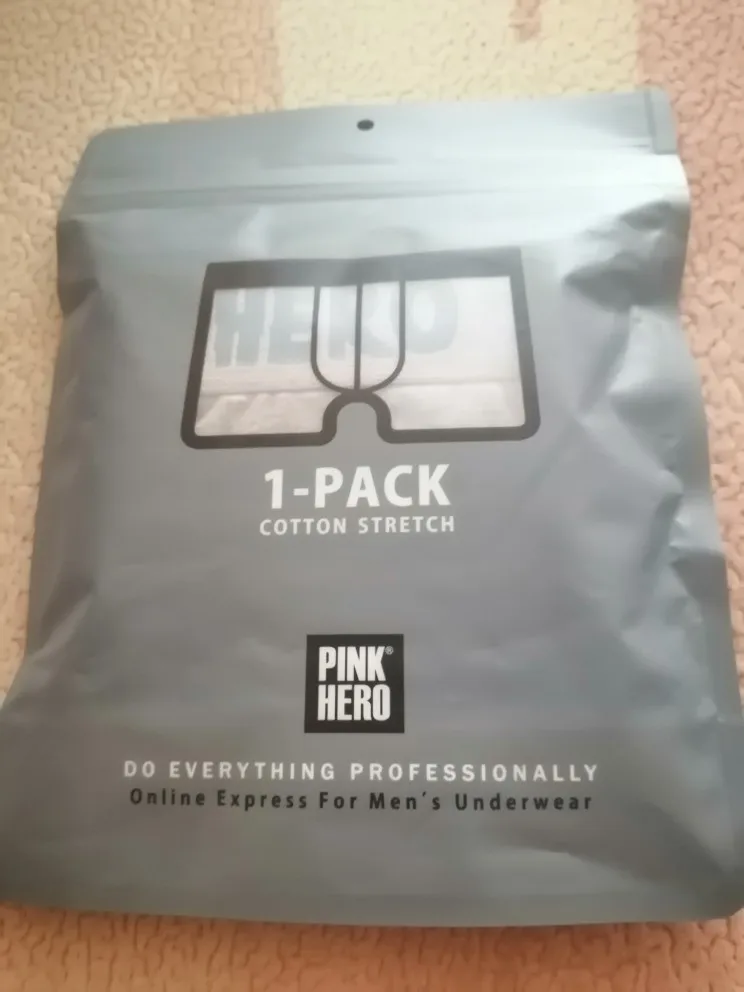 HERO
1-PACK
COTTON STRETCH
PINK®
HERO
DO EVERYTHING PROFESSIONALLY
Online Express For Men's Underwear